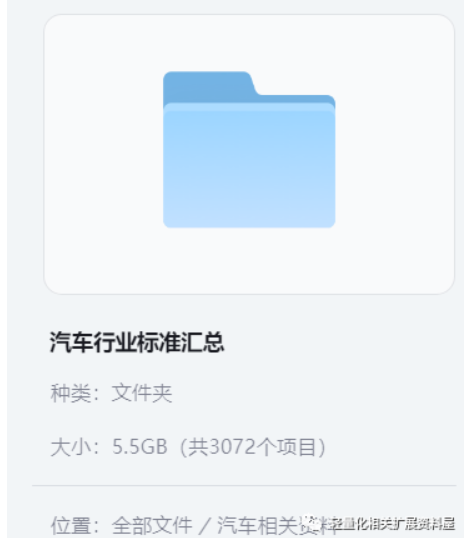 汽车行业标准汇总
种类：文件夹
大小：5.5GB（共3072个项目）
位置：全部文件 / 汽车相关资料
轻量化相关扩展资料屋